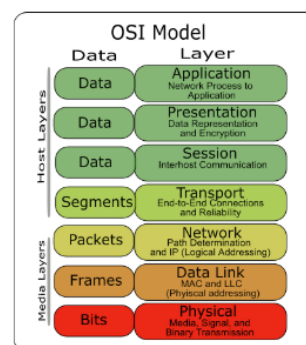 OSI Model
Data Layer
Host Layers
Data
Application
Network Process to
Application
Data
Presentation
Data Representation
and Encryption
Data
Session
Interhost Communication
Segments
Transport
End-to-End Connections
and Reliability
Media Layers
Packets
Network
Path Determination
and IP (Logical Addressing)
Frames
Data Link
MAC and LLC
(Phyiscal addressing)
Bits
Physical
Media, Signal, and
Binary Transmission